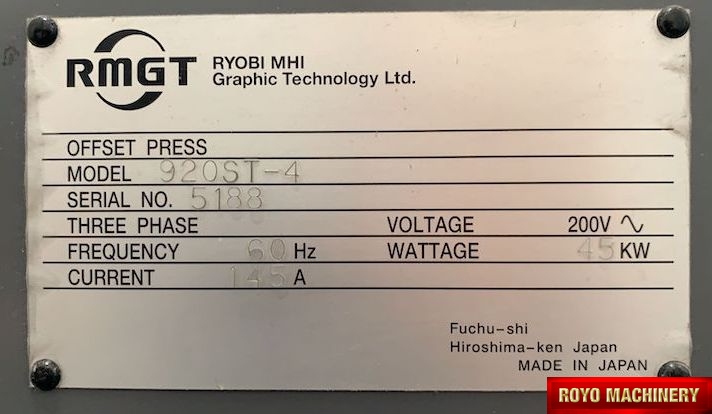 RMGT RYOBI MHI
Graphic Technology Ltd.
OFFSET PRESS
MODEL 920ST-4
SERIAL NO. 5188
THREE PHASE VOLTAGE 200V ∿
FREQUENCY 60 Hz WATTAGE 45 KW
CURRENT 145 A
Fuchu-shi
Hiroshima-ken Japan
MADE IN JAPAN
ROYO MACHINERY